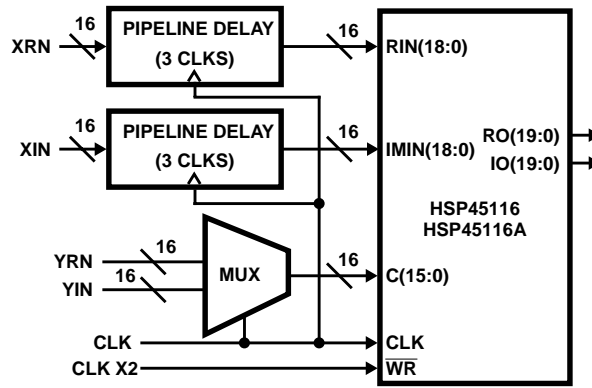 16
XRN
PIPELINE DELAY
(3 CLKS)
16
RIN(18:0)
16
XIN
PIPELINE DELAY
(3 CLKS)
16
IMIN(18:0)
RO(19:0)
IO(19:0)
HSP45116
HSP45116A
YRN
16
YIN
16
MUX
16
C(15:0)
CLK
CLK
CLK X2
WR